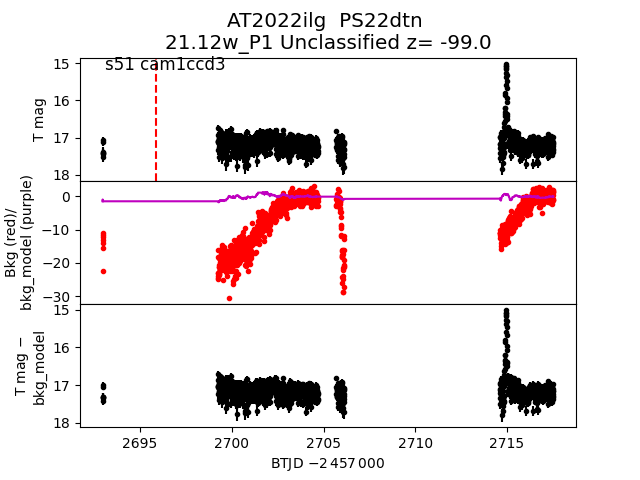 AT2022ilg  PS22dtn
21.12w_P1 Unclassified z= -99.0
s51 cam1ccd3
T mag
15
16
17
18
Bkg (red)/
bkg_model (purple)
0
−10
−20
−30
T mag −
bkg_model
15
16
17
18
2695 2700 2705 2710 2715
BTJD −2 457 000